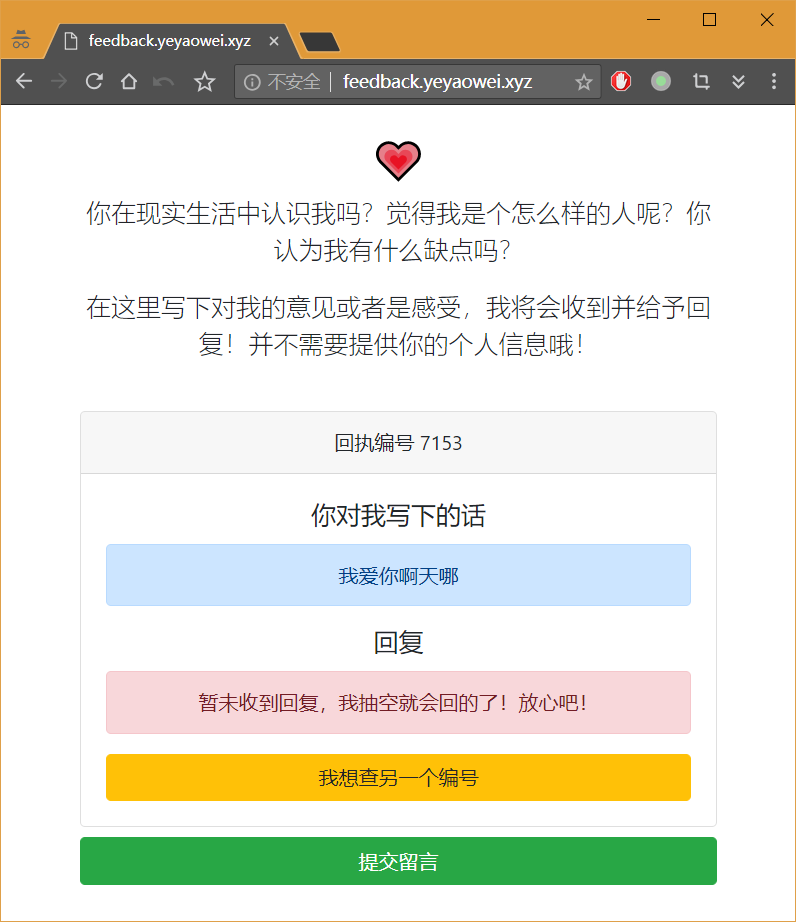 feedback.yeyaowei.xyz
不安全 feedback.yeyaowei.xyz
你在现实生活中认识我吗？觉得我是个怎么样的人呢？你
认为我有什么缺点吗？
在这里写下对我的意见或者是感受，我将会收到并给予回
复！并不需要提供你的个人信息哦！
回执编号 7153
你对我写下的话
我爱你啊天哪
回复
暂未收到回复，我抽空就会回的了！放心吧！
我想查另一个编号
提交留言